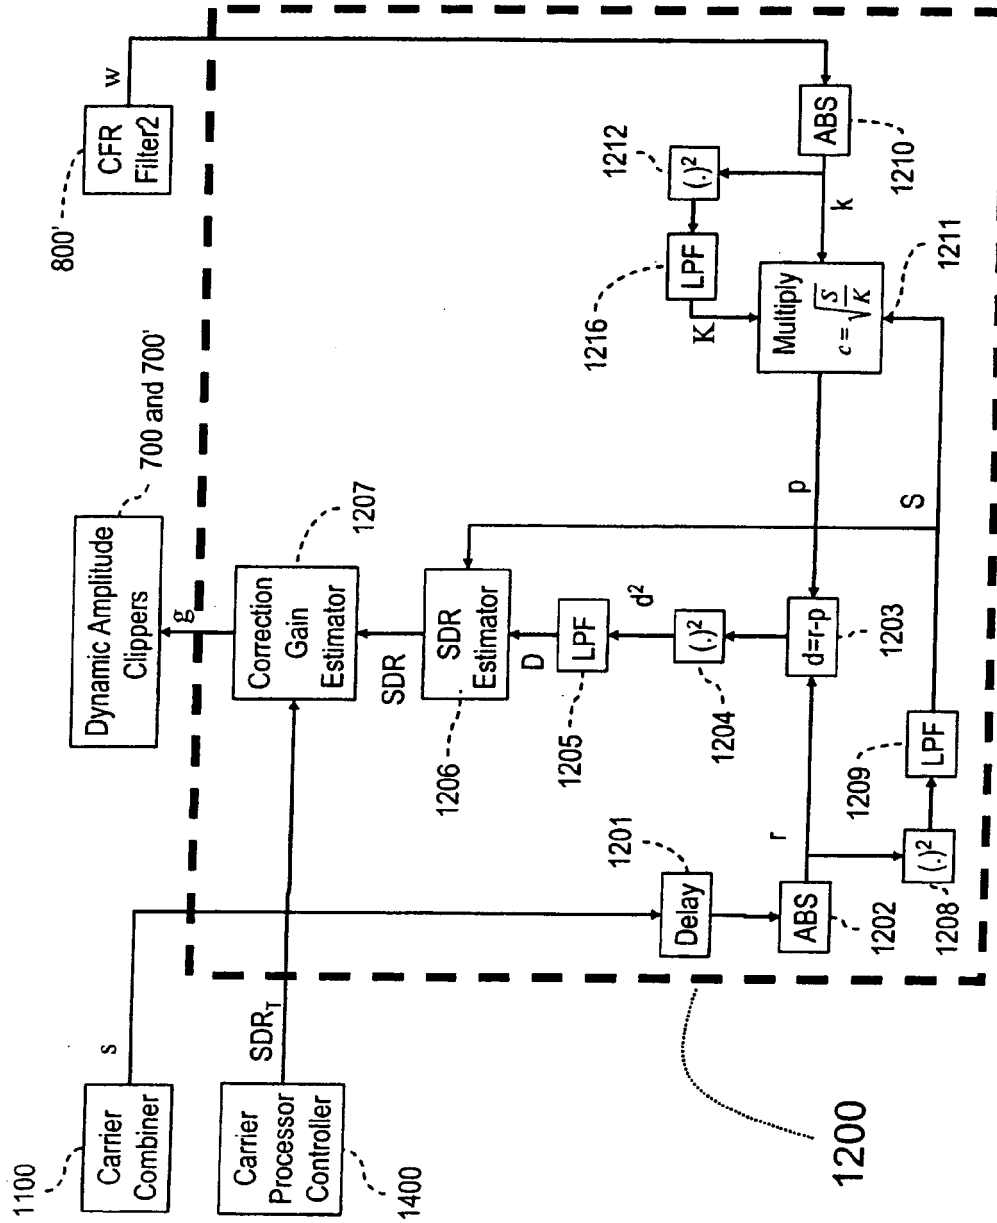 1100
Carrier
Combiner
s
1400
Carrier
Processor
Controller
SDR_T
700 and 700'
Dynamic Amplitude
Clippers
g
800'
CFR
Filter2
w
1207
Correction
Gain
Estimator
SDR
1206
SDR
Estimator
D
1205
LPF
d²
1204
(.)²
1203
d=r-p
p
1201
Delay
1202
ABS
r
1208
(.)²
1209
LPF
S
1210
ABS
k
1212
(.)²
1216
LPF
K
1211
Multiply
c = √(S/K)
1200